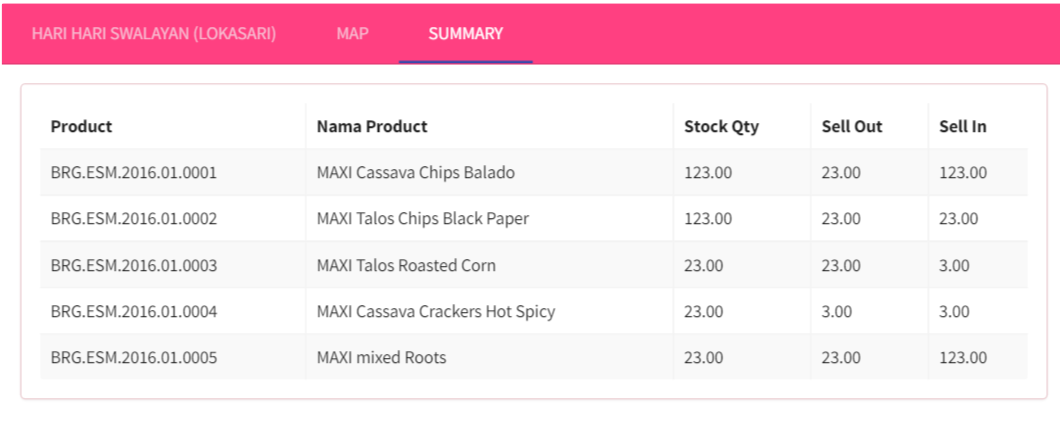 HARI HARI SWALAYAN (LOKASARI) MAP SUMMARY
Product Nama Product Stock Qty Sell Out Sell In
BRG.ESM.2016.01.0001 MAXI Cassava Chips Balado 123.00 23.00 123.00
BRG.ESM.2016.01.0002 MAXI Talos Chips Black Paper 123.00 23.00 23.00
BRG.ESM.2016.01.0003 MAXI Talos Roasted Corn 23.00 23.00 3.00
BRG.ESM.2016.01.0004 MAXI Cassava Crackers Hot Spicy 23.00 3.00 3.00
BRG.ESM.2016.01.0005 MAXI mixed Roots 23.00 23.00 123.00